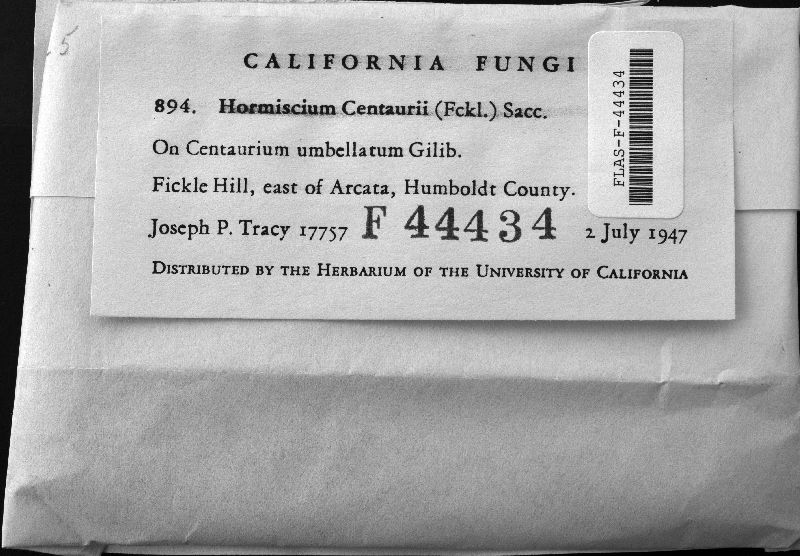 .5
CALIFORNIA FUNGI
894. Hormiscium Centaurii (Fckl.) Sacc.
On Centaurium umbellatum Gilib.
Fickle Hill, east of Arcata, Humboldt County.
Joseph P. Tracy 17757 F 44434 2 July 1947
DISTRIBUTED BY THE HERBARIUM OF THE UNIVERSITY OF CALIFORNIA
FLAS-F-44434